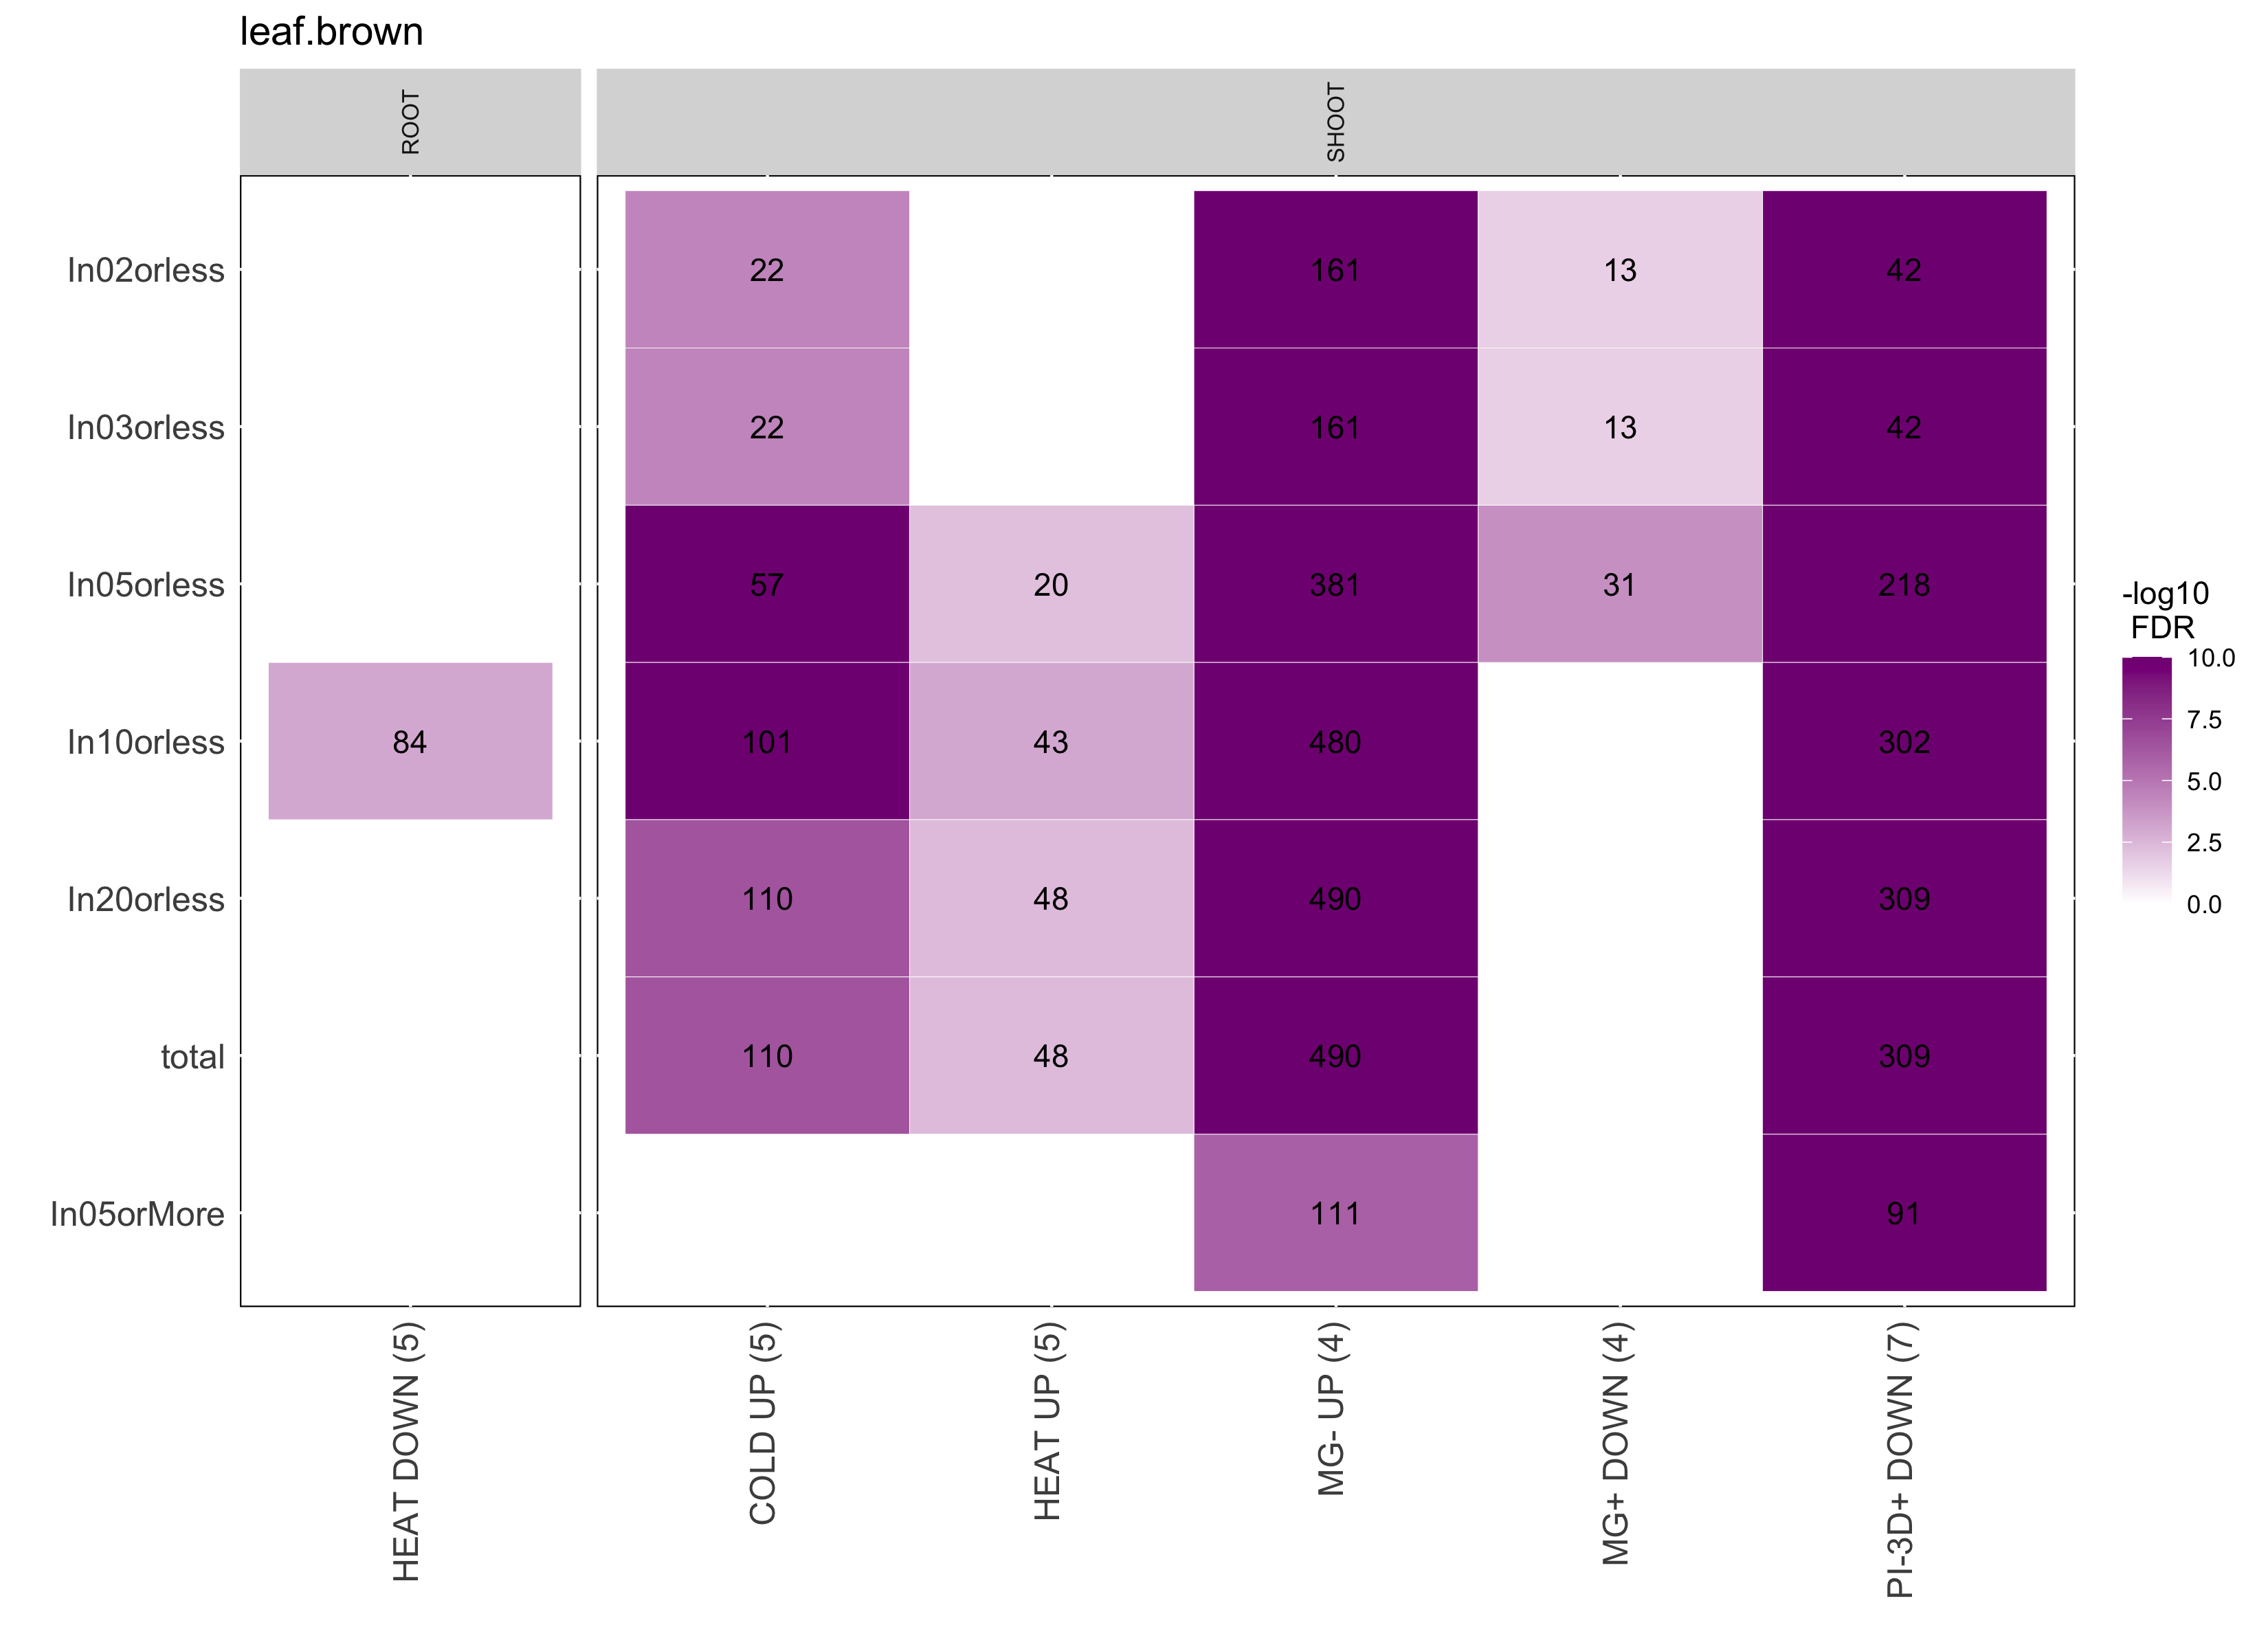 leaf.brown
ROOT
SHOOT
In02orless
22
161
13
42
In03orless
22
161
13
42
In05orless
57
20
381
31
218
In10orless
84
101
43
480
302
In20orless
110
48
490
309
total
110
48
490
309
In05orMore
111
91
HEAT DOWN (5)
COLD UP (5)
HEAT UP (5)
MG- UP (4)
MG+ DOWN (4)
PI-3D+ DOWN (7)
-log10
FDR
10.0
7.5
5.0
2.5
0.0